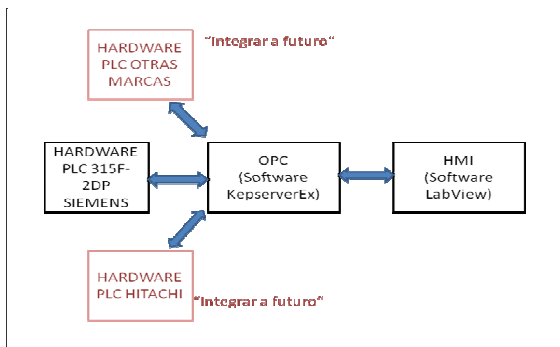 HARDWARE
PLC OTRAS
MARCAS
“Integrar a futuro”
HARDWARE
PLC 315F-
2DP
SIEMENS
OPC
(Software
KepserverEx)
HMI
(Software
LabView)
HARDWARE
PLC HITACHI
“Integrar a futuro”